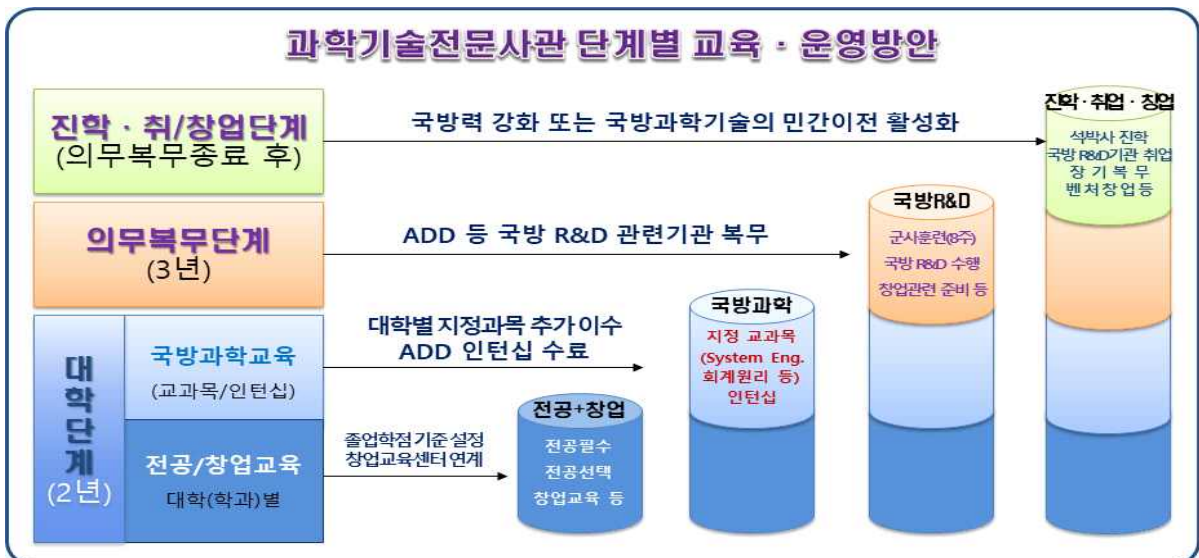 과학기술전문사관 단계별 교육 · 운영방안
진학 · 취/창업단계
(의무복무종료 후)
국방력 강화 또는 국방과학기술의 민간이전 활성화
진학 · 취업 · 창업
석박사 진학
국방 R&D기관 취업
장 기 복 무
벤처창업등
의무복무단계
(3년)
ADD 등 국방 R&D 관련기관 복무
국방R&D
군사훈련(8주)
국방 R&D 수행
창업관련 준비 등
대학단계
(2년)
국방과학교육
(교과목/인턴십)
대학별 지정과목 추가 이수
ADD 인턴십 수료
국방과학
지정 교과목
(System Eng.
회계원리 등)
인턴십
전공/창업교육
대학(학과)별
졸업학점 기준 설정
창업교육센터 연계
전공+창업
전공필수
전공선택
창업교육 등